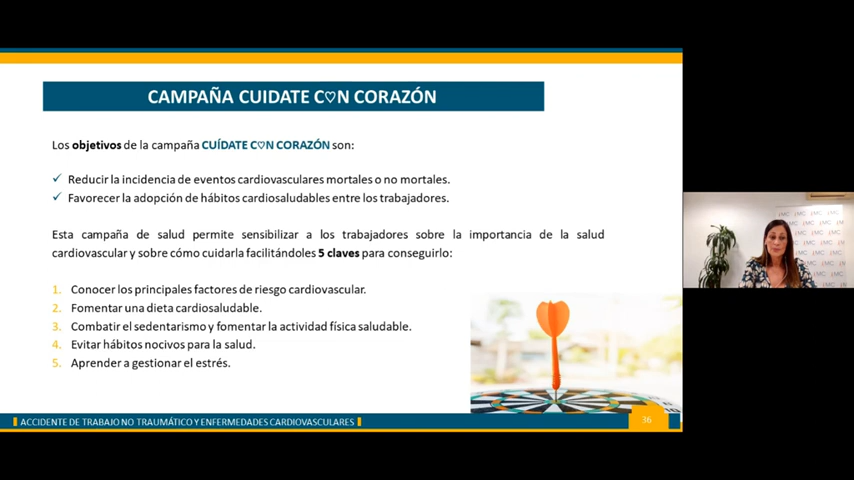 CAMPAÑA CUIDATE C♡N CORAZÓN
Los objetivos de la campaña CUÍDATE C♡N CORAZÓN son:
✓ Reducir la incidencia de eventos cardiovasculares mortales o no mortales.
✓ Favorecer la adopción de hábitos cardiosaludables entre los trabajadores.
Esta campaña de salud permite sensibilizar a los trabajadores sobre la importancia de la salud
cardiovascular y sobre cómo cuidarla facilitándoles 5 claves para conseguirlo:
1. Conocer los principales factores de riesgo cardiovascular.
2. Fomentar una dieta cardiosaludable.
3. Combatir el sedentarismo y fomentar la actividad física saludable.
4. Evitar hábitos nocivos para la salud.
5. Aprender a gestionar el estrés.
ACCIDENTE DE TRABAJO NO TRAUMÁTICO Y ENFERMEDADES CARDIOVASCULARES
36